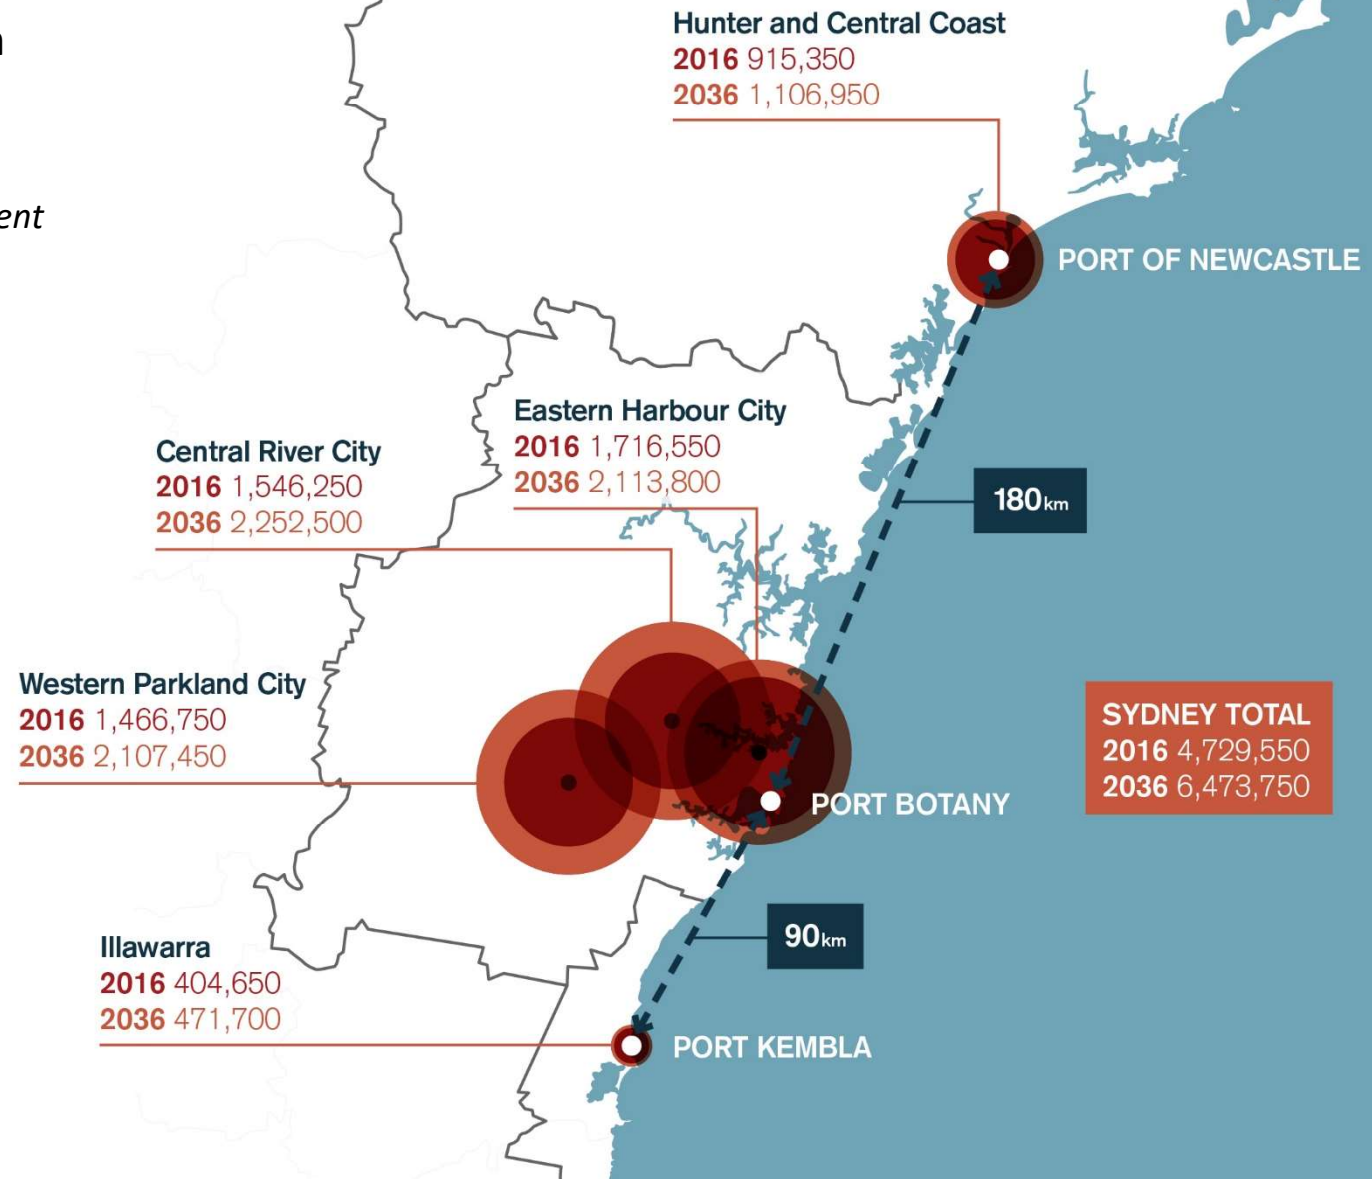 Hunter and Central Coast
2016 915,350
2036 1,106,950
ent
PORT OF NEWCASTLE
Eastern Harbour City
2016 1,716,550
2036 2,113,800
Central River City
2016 1,546,250
2036 2,252,500
180km
Western Parkland City
2016 1,466,750
2036 2,107,450
SYDNEY TOTAL
2016 4,729,550
2036 6,473,750
PORT BOTANY
90km
Illawarra
2016 404,650
2036 471,700
PORT KEMBLA